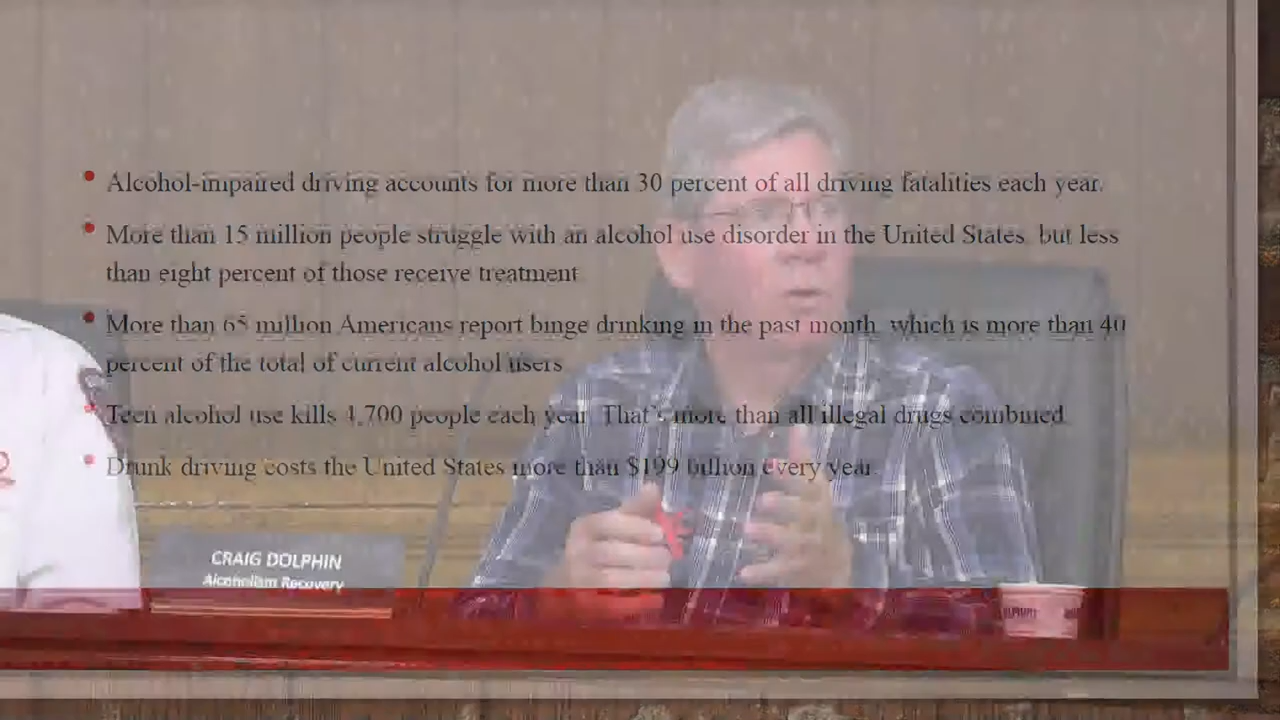 • Alcohol-impaired driving accounts for more than 30 percent of all driving fatalities each year.
• More than 15 million people struggle with an alcohol use disorder in the United States, but less
than eight percent of those receive treatment.
• More than 65 million Americans report binge drinking in the past month, which is more than 40
percent of the total of current alcohol users.
• Teen alcohol use kills 4,700 people each year. That's more than all illegal drugs combined.
• Drunk driving costs the United States more than $199 billion every year.
CRAIG DOLPHIN
Alcoholism Recovery